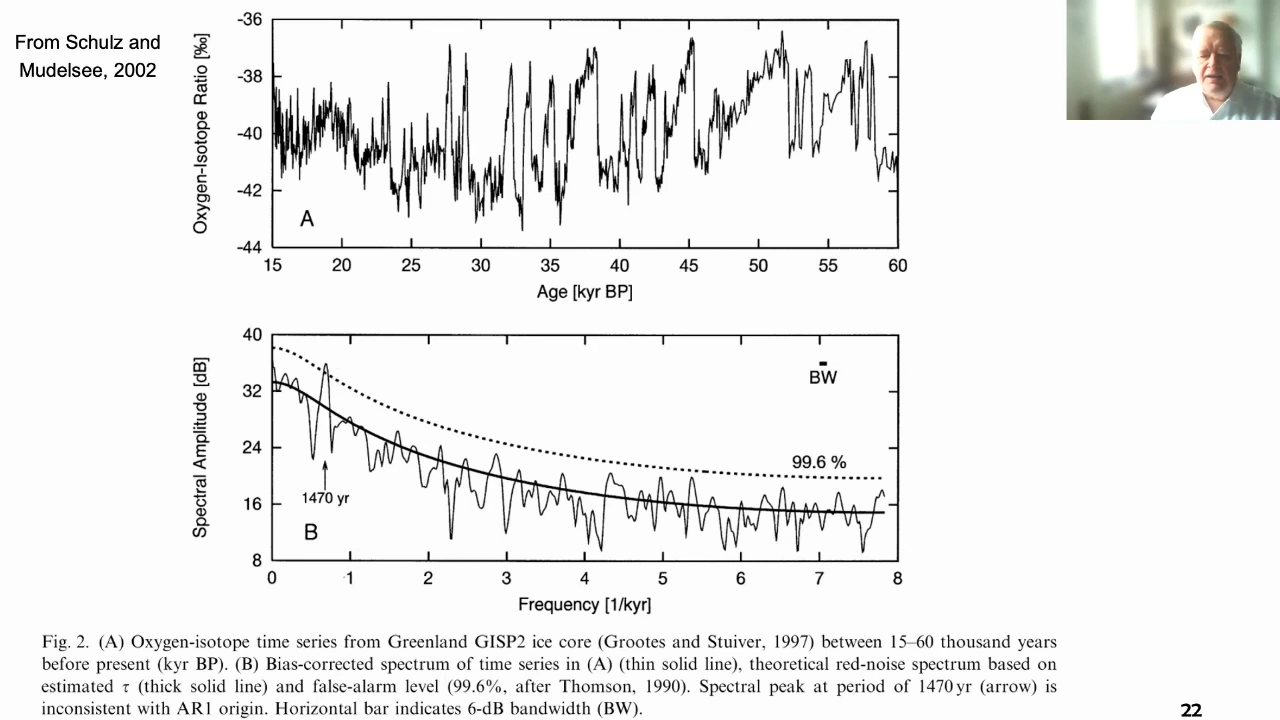 From Schulz and
Mudelsee, 2002
-36
-38
-40
-42
-44
Oxygen-Isotope Ratio [‰]
A
15 20 25 30 35 40 45 50 55 60
Age [kyr BP]
40
32
24
16
8
Spectral Amplitude [dB]
BW
99.6 %
1470 yr
B
0 1 2 3 4 5 6 7 8
Frequency [1/kyr]
Fig. 2. (A) Oxygen-isotope time series from Greenland GISP2 ice core (Grootes and Stuiver, 1997) between 15–60 thousand years
before present (kyr BP). (B) Bias-corrected spectrum of time series in (A) (thin solid line), theoretical red-noise spectrum based on
estimated τ (thick solid line) and false-alarm level (99.6%, after Thomson, 1990). Spectral peak at period of 1470 yr (arrow) is
inconsistent with AR1 origin. Horizontal bar indicates 6-dB bandwidth (BW).
22